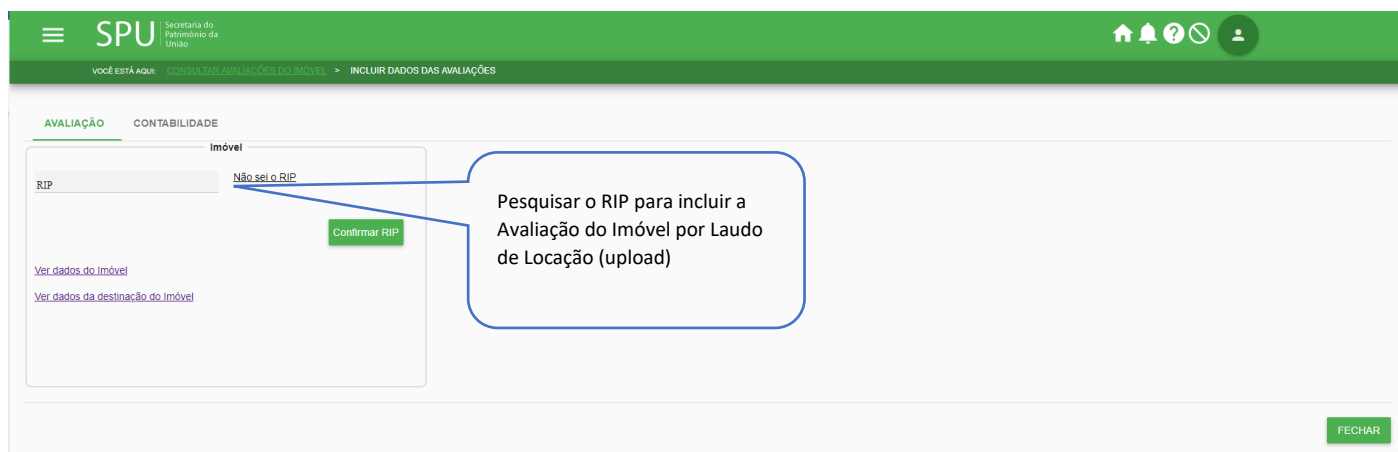 SPU
Secretaria do
Patrimônio da
União
VOCÊ ESTÁ AQUI: CONSULTAR AVALIAÇÕES DO IMÓVEL > INCLUIR DADOS DAS AVALIAÇÕES
AVALIAÇÃO CONTABILIDADE
Imóvel
RIP Não sei o RIP
Confirmar RIP
Ver dados do Imóvel
Ver dados da destinação do Imóvel
Pesquisar o RIP para incluir a
Avaliação do Imóvel por Laudo
de Locação (upload)
FECHAR